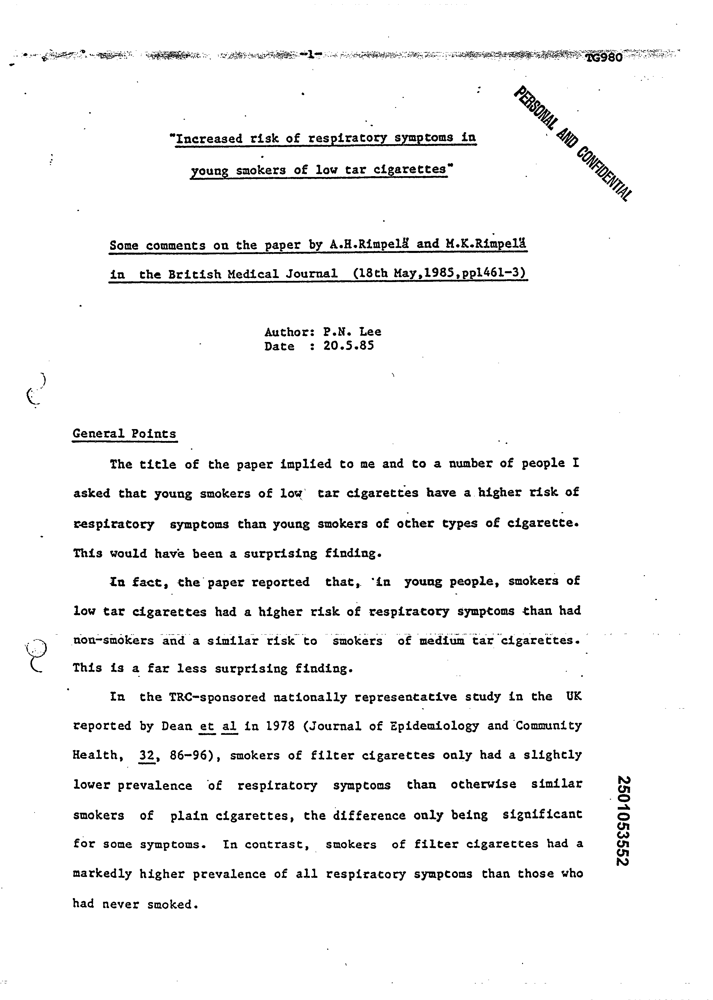 -1-
TG980
PERSONAL AND CONFIDENTIAL
"Increased risk of respiratory symptoms in
young smokers of low tar cigarettes"
Some comments on the paper by A.H.Rimpelä and M.K.Rimpelä
in the British Medical Journal (18th May,1985,pp1461-3)
Author: P.N. Lee
Date : 20.5.85
General Points
The title of the paper implied to me and to a number of people I
asked that young smokers of low tar cigarettes have a higher risk of
respiratory symptoms than young smokers of other types of cigarette.
This would have been a surprising finding.
In fact, the paper reported that, in young people, smokers of
low tar cigarettes had a higher risk of respiratory symptoms than had
non-smokers and a similar risk to smokers of medium tar cigarettes.
This is a far less surprising finding.
In the TRC-sponsored nationally representative study in the UK
reported by Dean et al in 1978 (Journal of Epidemiology and Community
Health, 32, 86-96), smokers of filter cigarettes only had a slightly
lower prevalence of respiratory symptoms than otherwise similar
smokers of plain cigarettes, the difference only being significant
for some symptoms. In contrast, smokers of filter cigarettes had a
markedly higher prevalence of all respiratory symptoms than those who
had never smoked.
2501053552